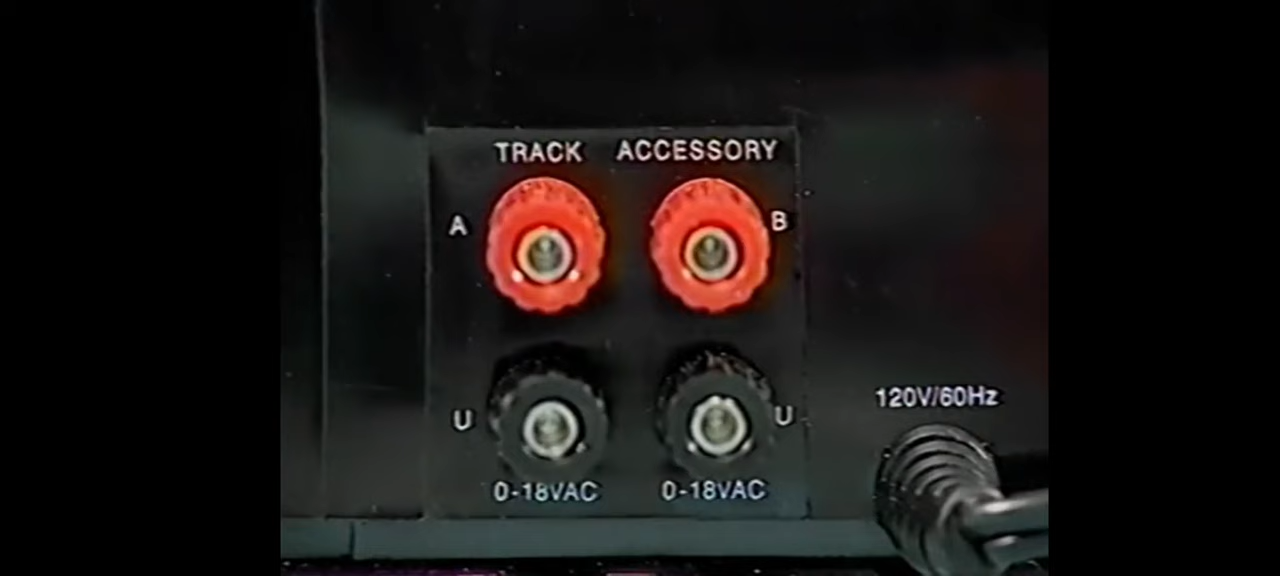 TRACK ACCESSORY
A B
120V/60Hz
U U
0-18VAC 0-18VAC